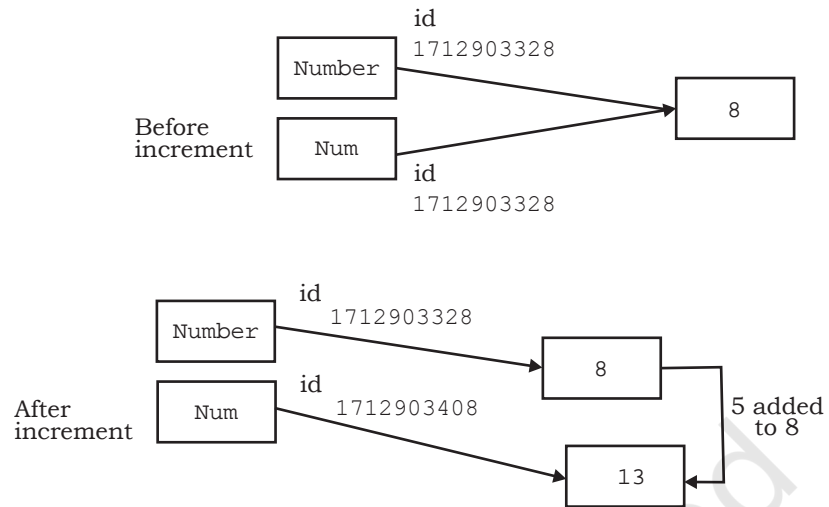 id
1712903328
Number
8
Before
increment
Num
id
1712903328
id
1712903328
Number
8
id
1712903408
Num
After
increment
5 added
to 8
13